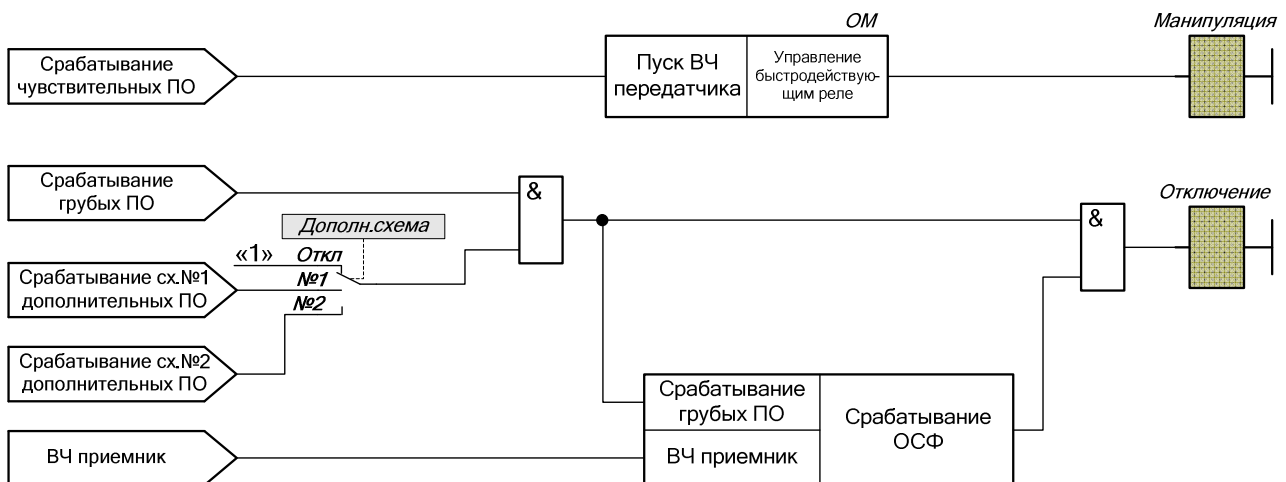 ОМ
Манипуляция
Срабатывание
чувствительных ПО
Пуск ВЧ
передатчика
Управление
быстродействую-
щим реле
Срабатывание
грубых ПО
&
Дополн.схема
Отключение
&
«1» Откл
Срабатывание сх.№1
дополнительных ПО
№1
№2
Срабатывание сх.№2
дополнительных ПО
Срабатывание
грубых ПО
Срабатывание
ОСФ
ВЧ приемник
ВЧ приемник